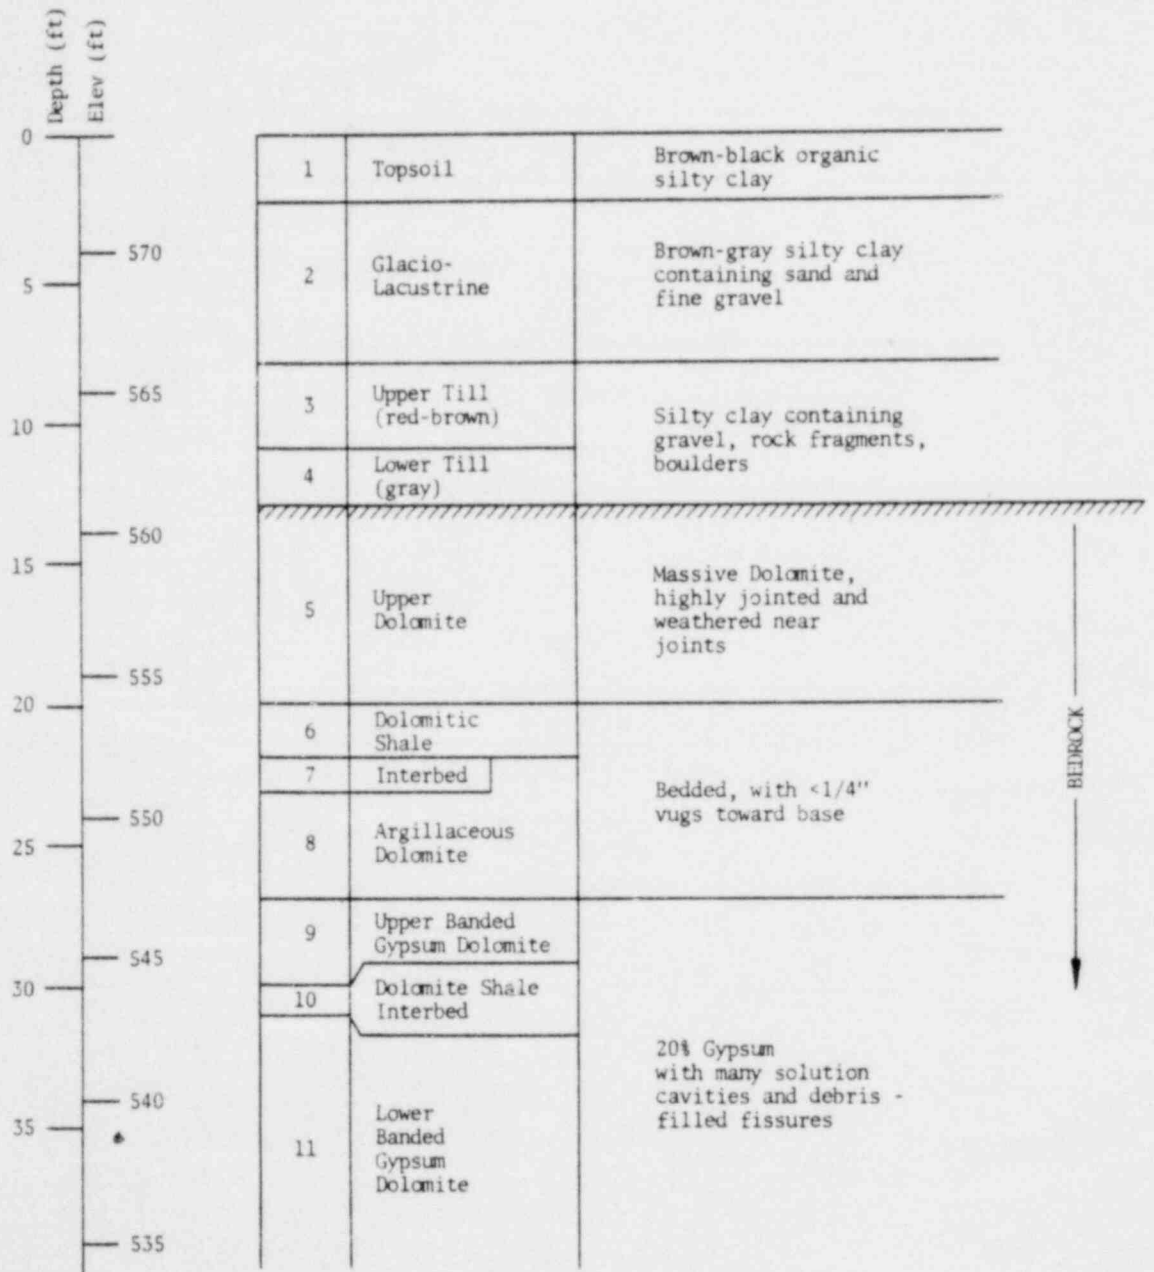 Depth (ft)
Elev (ft)
0
1
Topsoil
Brown-black organic
silty clay
570
5
2
Glacio-
Lacustrine
Brown-gray silty clay
containing sand and
fine gravel
565
10
3
Upper Till
(red-brown)
Silty clay containing
gravel, rock fragments,
boulders
4
Lower Till
(gray)
560
15
5
Upper
Dolomite
Massive Dolomite,
highly jointed and
weathered near
joints
555
20
6
Dolomitic
Shale
7
Interbed
Bedded, with <1/4"
vugs toward base
BEDROCK
550
25
8
Argillaceous
Dolomite
9
Upper Banded
Gypsum Dolomite
545
30
10
Dolomite Shale
Interbed
20% Gypsum
with many solution
cavities and debris -
filled fissures
540
35
11
Lower
Banded
Gypsum
Dolomite
535